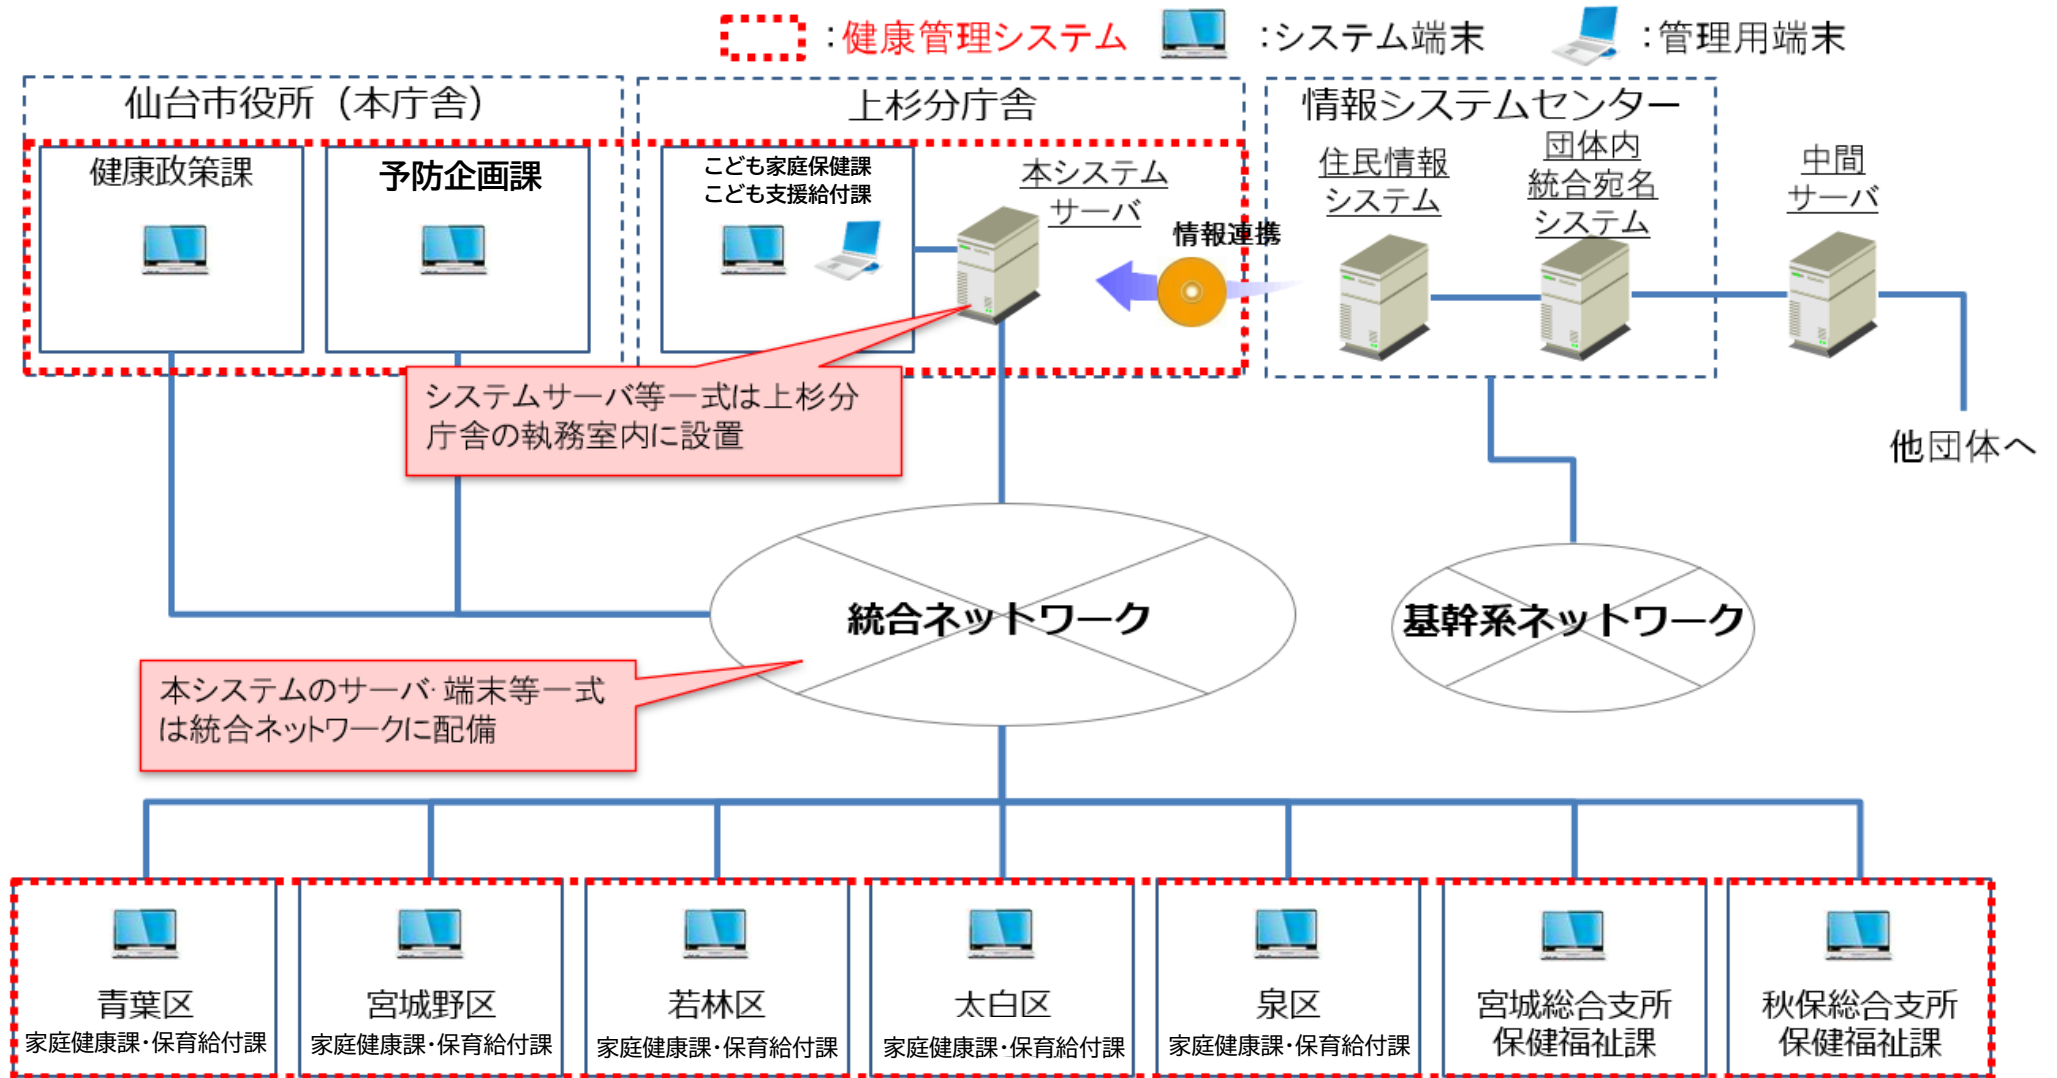 ：健康管理システム
：システム端末
：管理用端末
仙台市役所（本庁舎）
上杉分庁舎
情報システムセンター
健康政策課
予防企画課
こども家庭保健課
こども支援給付課
本システム
サーバ
情報連携
住民情報
システム
団体内
統合宛名
システム
中間
サーバ
システムサーバ等一式は上杉分
庁舎の執務室内に設置
他団体へ
統合ネットワーク
基幹系ネットワーク
本システムのサーバ・端末等一式
は統合ネットワークに配備
青葉区
家庭健康課・保育給付課
宮城野区
家庭健康課・保育給付課
若林区
家庭健康課・保育給付課
太白区
家庭健康課・保育給付課
泉区
家庭健康課・保育給付課
宮城総合支所
保健福祉課
秋保総合支所
保健福祉課